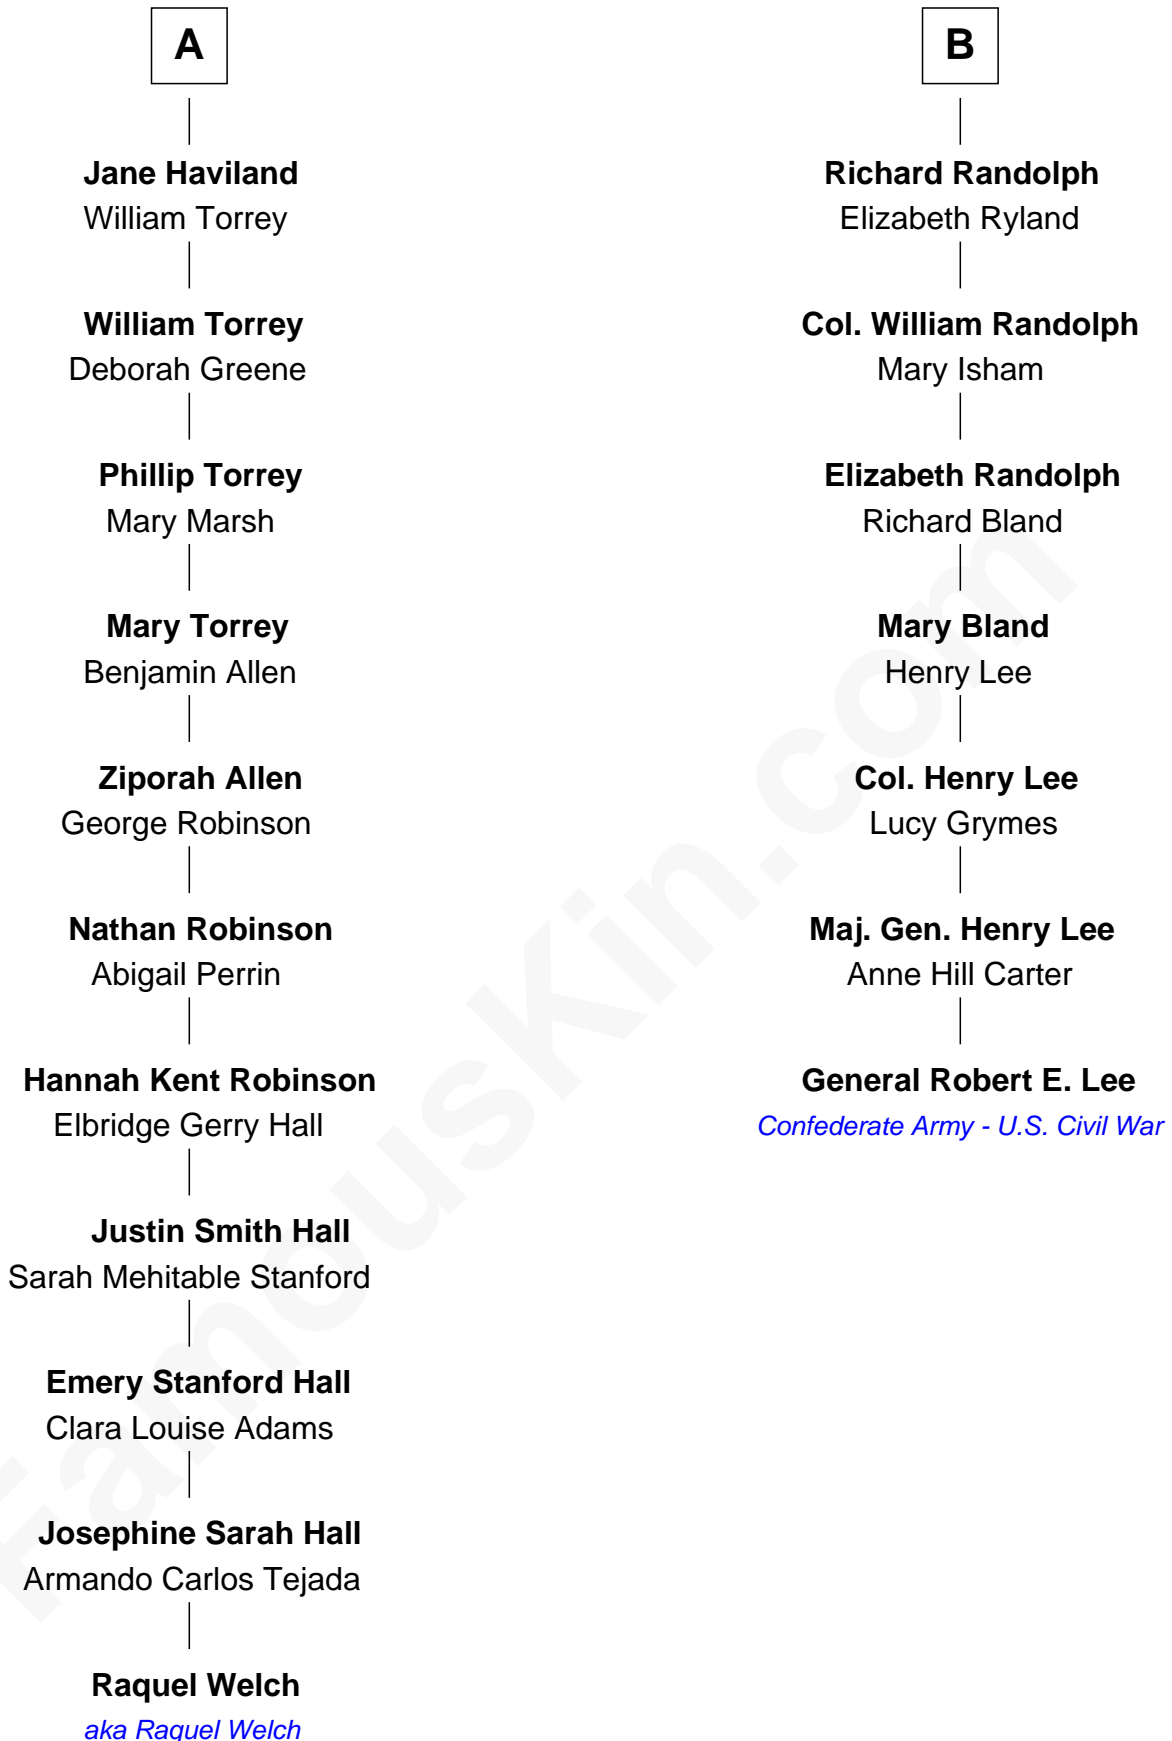 A
Jane Haviland
William Torrey
William Torrey
Deborah Greene
Phillip Torrey
Mary Marsh
Mary Torrey
Benjamin Allen
Ziporah Allen
George Robinson
Nathan Robinson
Abigail Perrin
Hannah Kent Robinson
Elbridge Gerry Hall
Justin Smith Hall
Sarah Mehitable Stanford
Emery Stanford Hall
Clara Louise Adams
Josephine Sarah Hall
Armando Carlos Tejada
Raquel Welch
aka Raquel Welch
B
Richard Randolph
Elizabeth Ryland
Col. William Randolph
Mary Isham
Elizabeth Randolph
Richard Bland
Mary Bland
Henry Lee
Col. Henry Lee
Lucy Grymes
Maj. Gen. Henry Lee
Anne Hill Carter
General Robert E. Lee
Confederate Army - U.S. Civil War
FamousKin.com